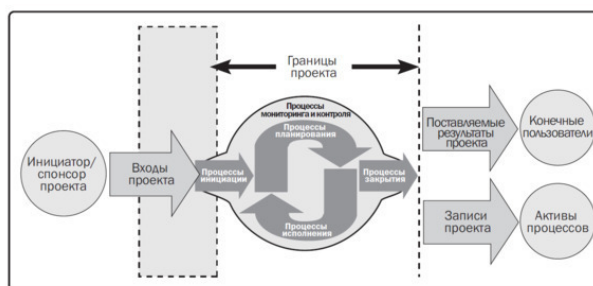 Границы
проекта
Процессы
мониторинга и контроля
Процессы
планирования
Инициатор/
спонсор
проекта
Входы
проекта
Процессы
инициации
Процессы
закрытия
Процессы
исполнения
Поставляемые
результаты
проекта
Конечные
пользователи
Записи
проекта
Активы
процессов